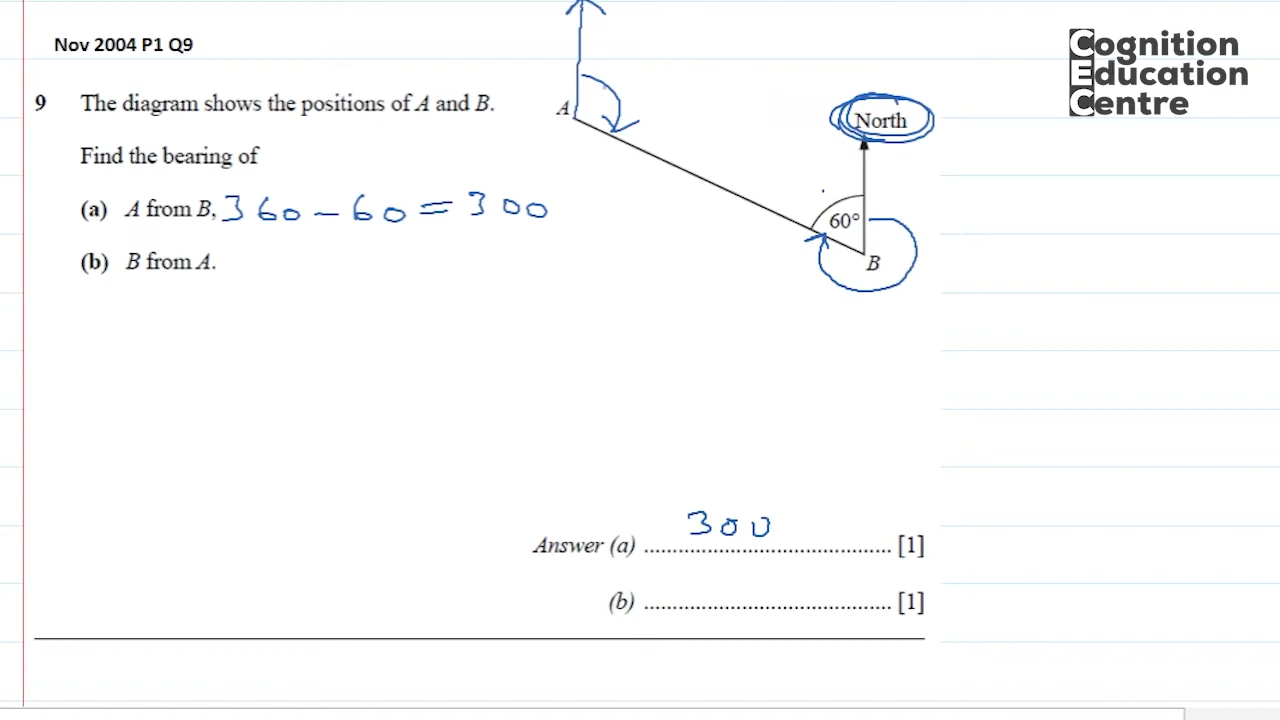 Nov 2004 P1 Q9
Cognition
Education
Centre
9 The diagram shows the positions of A and B.
A
North
Find the bearing of
(a) A from B, 360 - 60 = 300
60°
(b) B from A.
B
300
Answer (a) .......................................... [1]
(b) .......................................... [1]